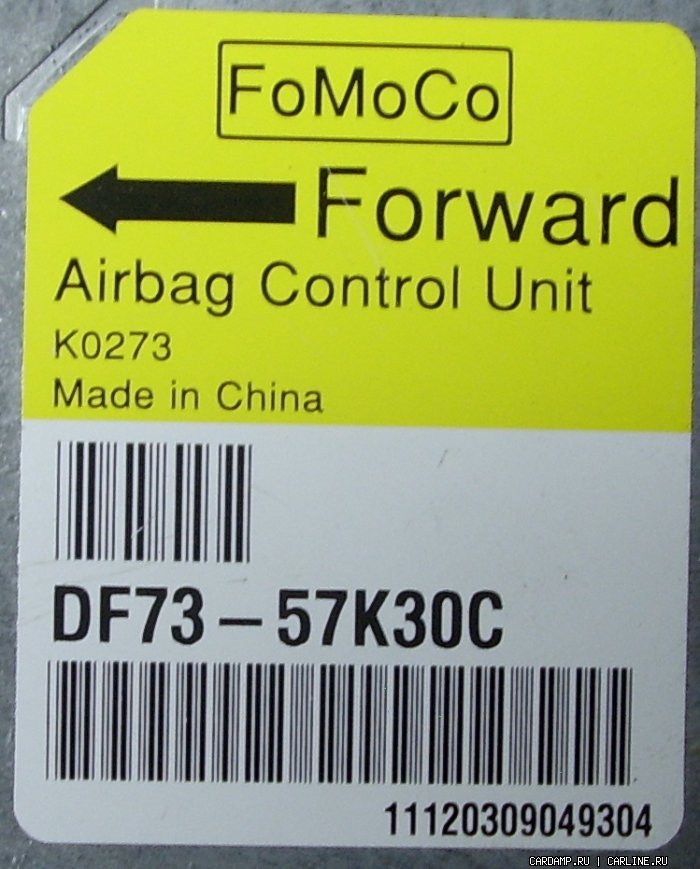 FoMoCo
Forward
Airbag Control Unit
K0273
Made in China
DF73-57K30C
11120309049304
CARDAMP.RU | CARLINE.RU